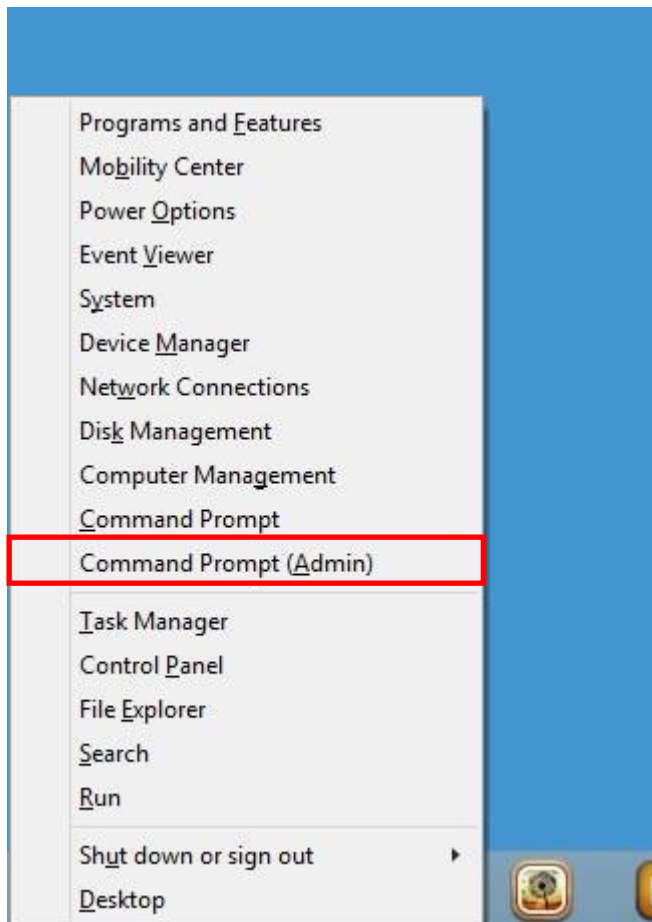 Programs and Features
Mobility Center
Power Options
Event Viewer
System
Device Manager
Network Connections
Disk Management
Computer Management
Command Prompt
Command Prompt (Admin)
Task Manager
Control Panel
File Explorer
Search
Run
Shut down or sign out
Desktop